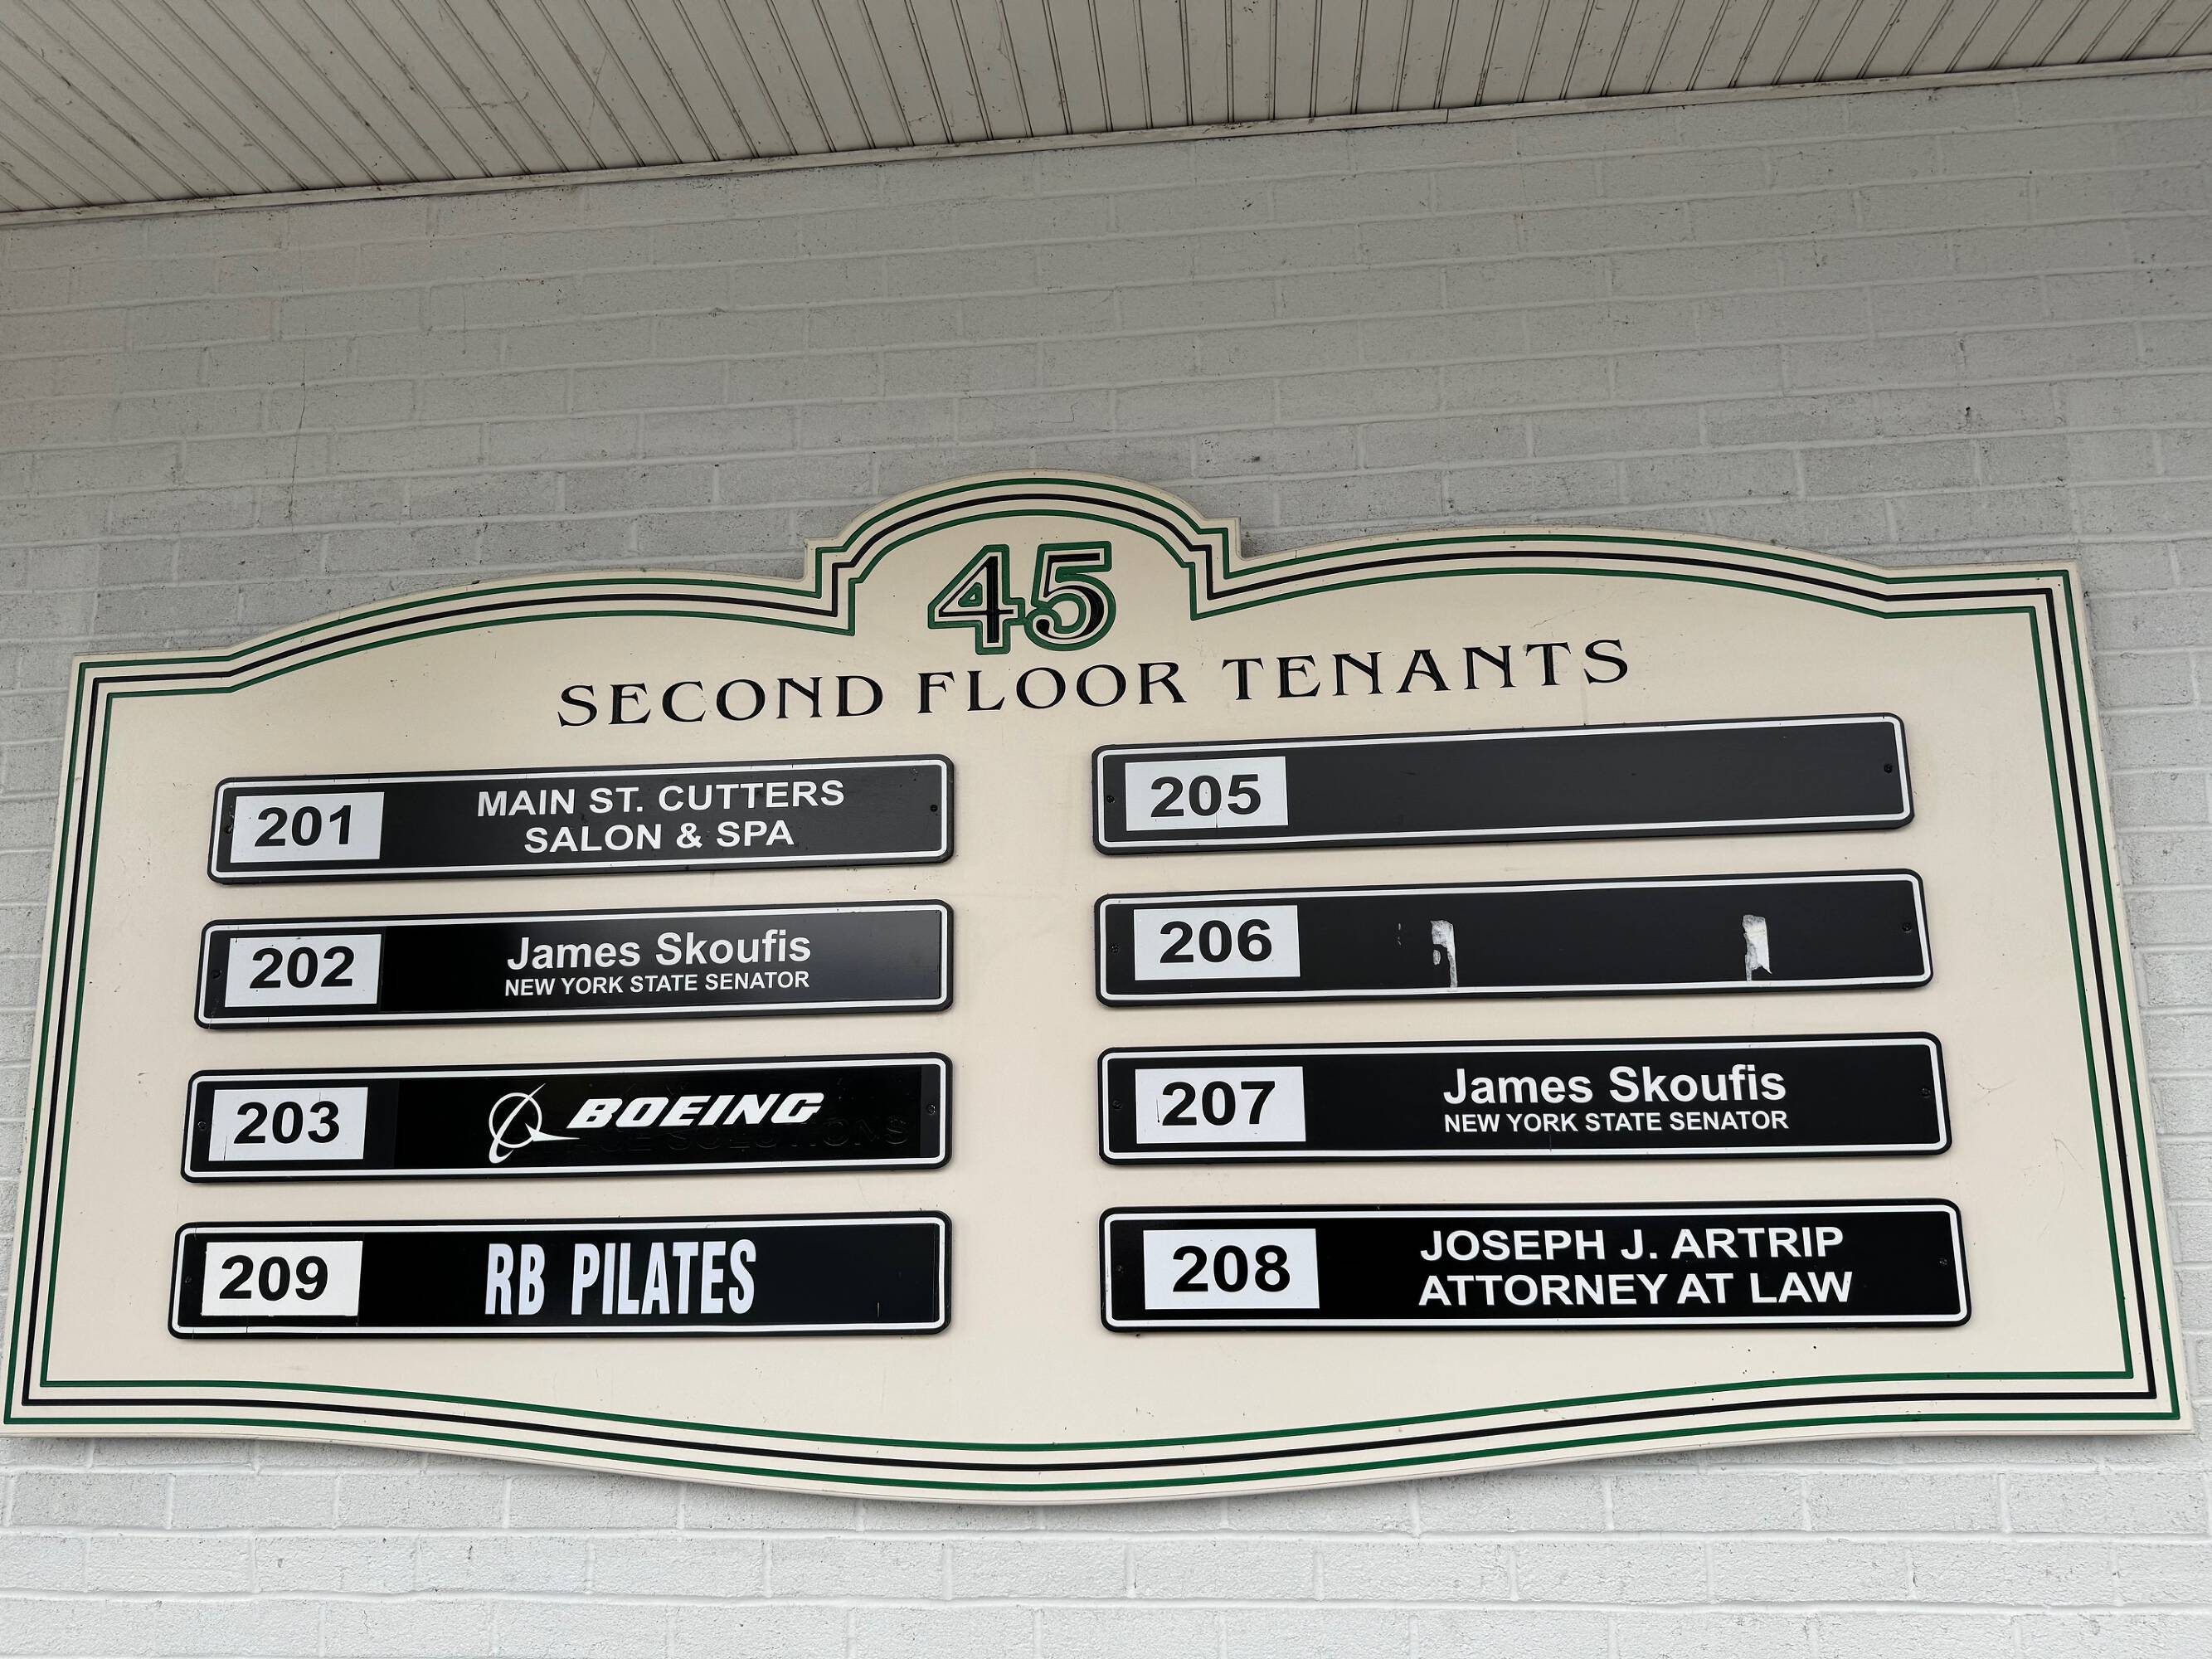 45
SECOND FLOOR TENANTS
201
MAIN ST. CUTTERS
SALON & SPA
202
James Skoufis
NEW YORK STATE SENATOR
203
BOEING
SOLUTIONS
209
RB PILATES
205
206
207
James Skoufis
NEW YORK STATE SENATOR
208
JOSEPH J. ARTRIP
ATTORNEY AT LAW